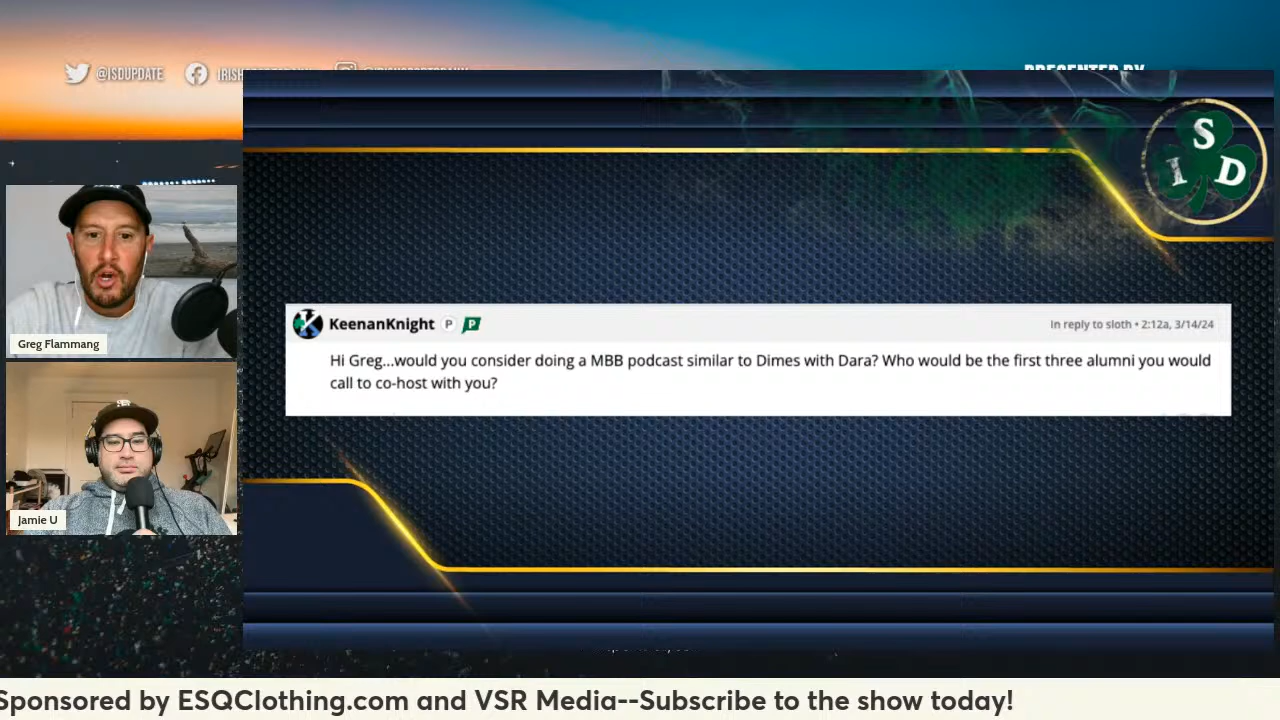 @ISDUPDATE
PRESENTED BY
I S D
Greg Flammang
Jamie U
KeenanKnight P P
In reply to sloth • 2:12a, 3/14/24
Hi Greg...would you consider doing a MBB podcast similar to Dimes with Dara? Who would be the first three alumni you would
call to co-host with you?
Sponsored by ESQClothing.com and VSR Media--Subscribe to the show today!